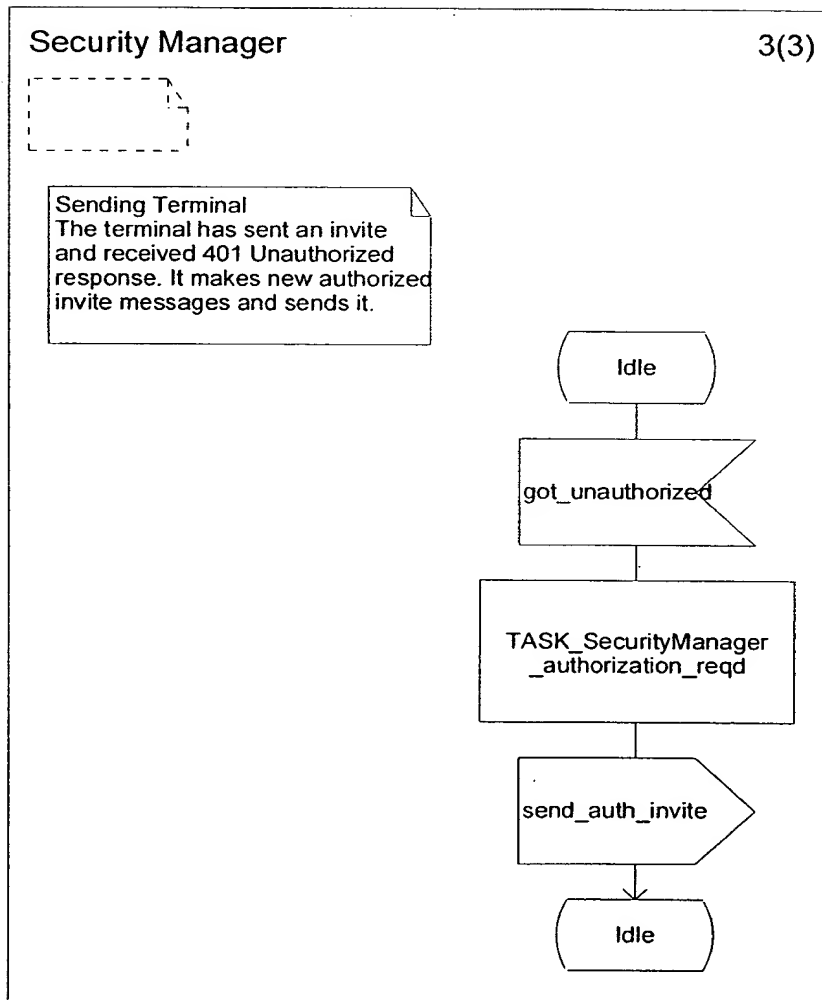 Security Manager 3(3)
Sending Terminal
The terminal has sent an invite
and received 401 Unauthorized
response. It makes new authorized
invite messages and sends it.
Idle
got_unauthorized
TASK_SecurityManager
_authorization_reqd
send_auth_invite
Idle